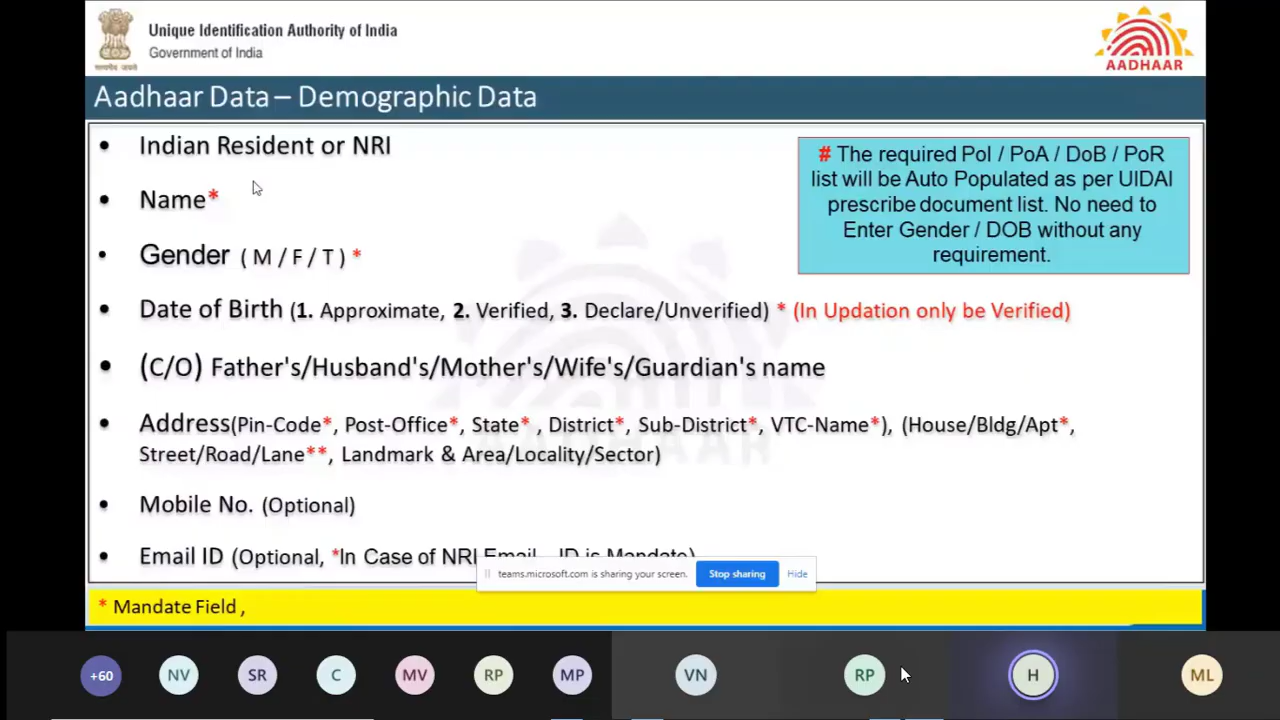 Unique Identification Authority of India
Government of India
AADHAAR
Aadhaar Data – Demographic Data
• Indian Resident or NRI
# The required PoI / PoA / DoB / PoR
list will be Auto Populated as per UIDAI
prescribe document list. No need to
Enter Gender / DOB without any
requirement.
• Name*
• Gender ( M / F / T ) *
• Date of Birth (1. Approximate, 2. Verified, 3. Declare/Unverified) * (In Updation only be Verified)
• (C/O) Father's/Husband's/Mother's/Wife's/Guardian's name
• Address(Pin-Code*, Post-Office*, State* , District*, Sub-District*, VTC-Name*), (House/Bldg/Apt*,
Street/Road/Lane**, Landmark & Area/Locality/Sector)
AADHAAR
• Mobile No. (Optional)
• Email ID (Optional, *In Case of NRI Email - ID is Mandate)
teams.microsoft.com is sharing your screen. Stop sharing Hide
* Mandate Field ,
+60 NV SR C MV RP MP VN RP H ML